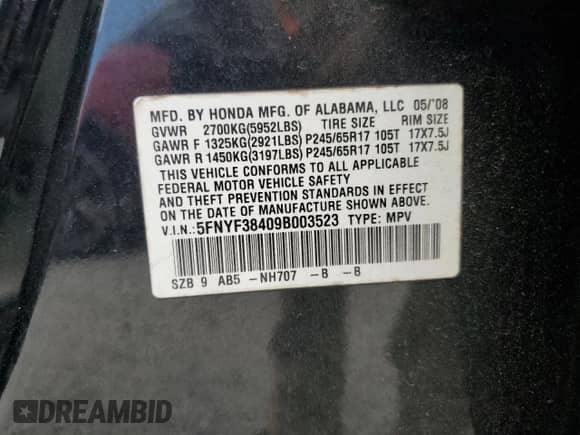 MFD. BY HONDA MFG. OF ALABAMA, LLC 05/'08
GVWR 2700KG(5952LBS) TIRE SIZE RIM SIZE
GAWR F 1325KG(2921LBS) P245/65R17 105T 17X7.5J
GAWR R 1450KG(3197LBS) P245/65R17 105T 17X7.5J
THIS VEHICLE CONFORMS TO ALL APPLICABLE
FEDERAL MOTOR VEHICLE SAFETY
AND THEFT PREVENTION STANDARDS IN EFFECT
ON THE DATE OF MANUFACTURE SHOWN ABOVE.
V.I.N.:5FNYF38409B003523 TYPE: MPV
SZB 9 AB5 -NH707 -B -B
DREAMBID